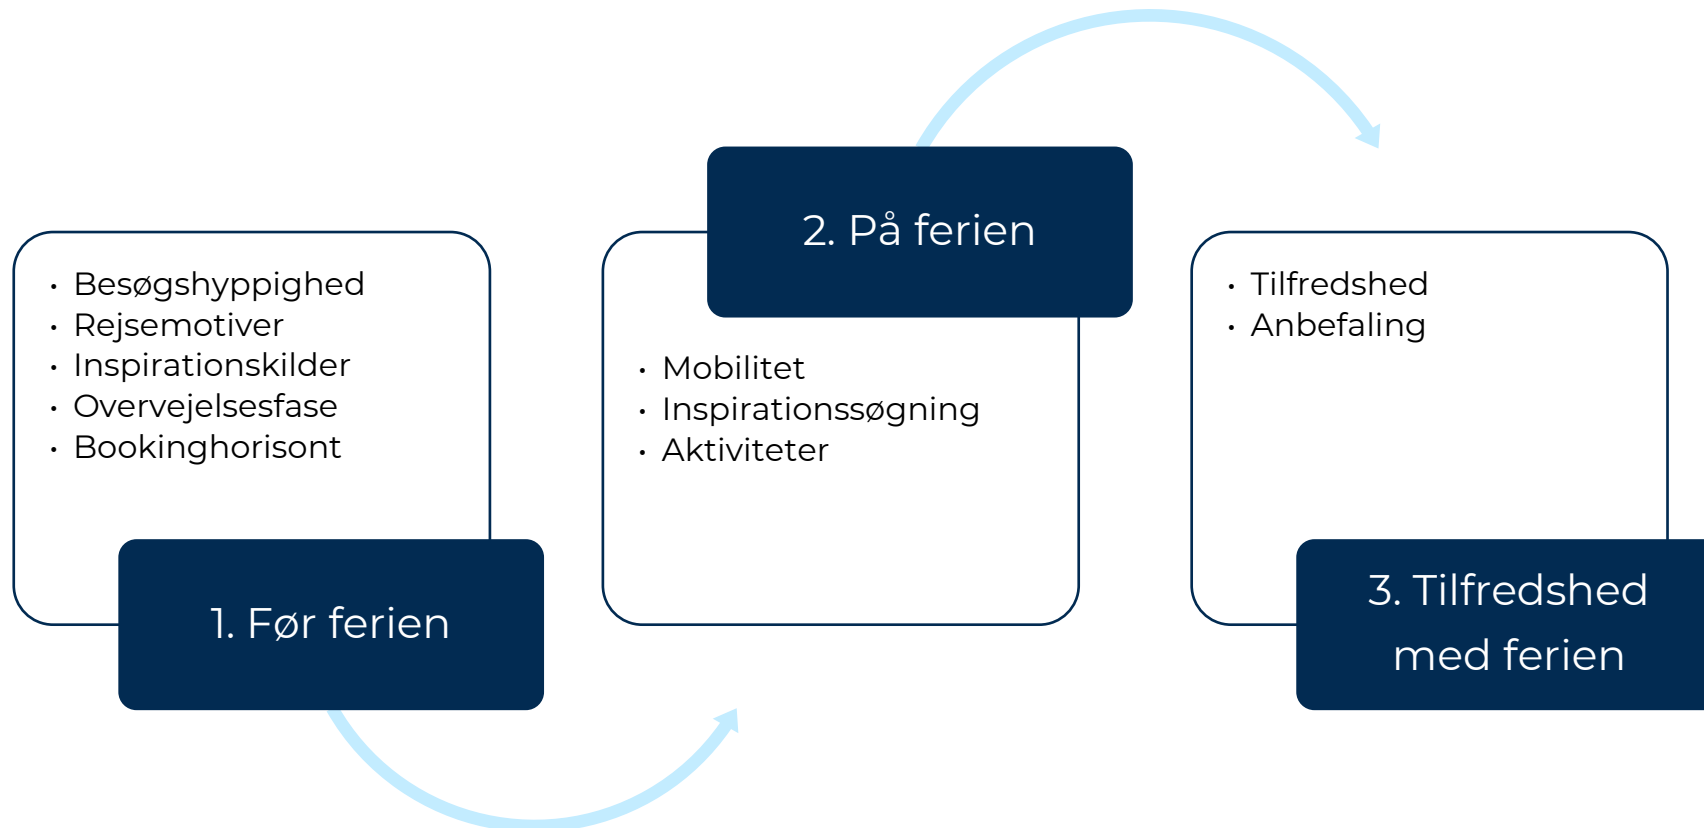 • Besøgshyppighed
• Rejsemotiver
• Inspirationskilder
• Overvejelsesfase
• Bookinghorisont
1. Før ferien
2. På ferien
• Mobilitet
• Inspirationssøgning
• Aktiviteter
• Tilfredshed
• Anbefaling
3. Tilfredshed
med ferien